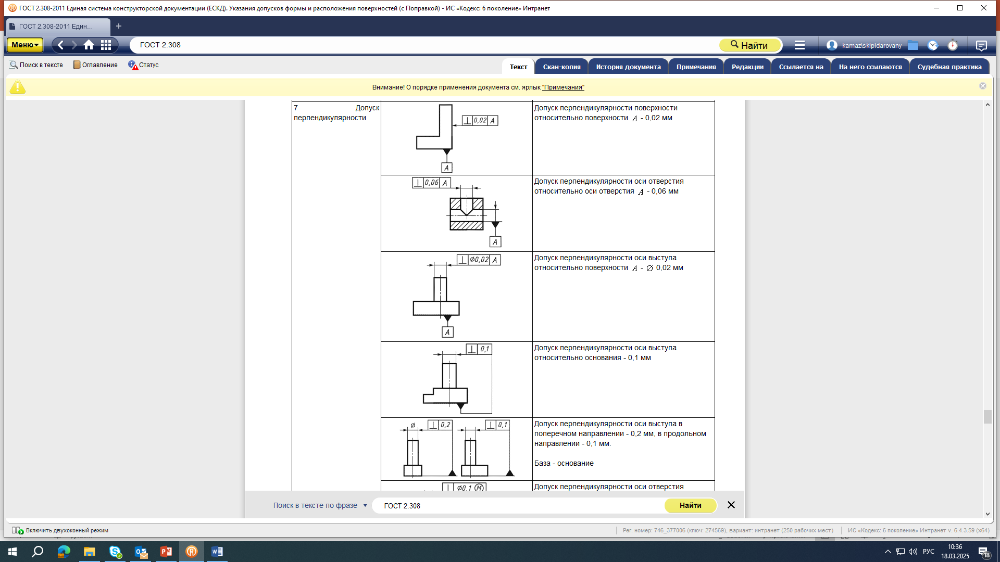 ГОСТ 2.308-2011 Единая система конструкторской документации (ЕСКД). Указания допусков формы и расположения поверхностей (с Поправкой) - ИС «Кодекс: 6 поколение» Интранет
ГОСТ 2.308-2011 Един...
Меню
ГОСТ 2.308
Найти
kamaz\skipidarovany
Поиск в тексте
Оглавление
Статус
Текст
Скан-копия
История документа
Примечания
Редакции
Ссылается на
На него ссылаются
Судебная практика
Внимание! О порядке применения документа см. ярлык "Примечания"
7 Допуск
перпендикулярности
⊥ 0,02 А
А
Допуск перпендикулярности поверхности
относительно поверхности А - 0,02 мм
⊥ 0,06 А
А
Допуск перпендикулярности оси отверстия
относительно оси отверстия А - 0,06 мм
⊥ ⌀0,02 А
А
Допуск перпендикулярности оси выступа
относительно поверхности А - ⌀ 0,02 мм
⊥ 0,1
Допуск перпендикулярности оси выступа
относительно основания - 0,1 мм
⌀ ⊥ 0,2 ⊥ 0,1
Допуск перпендикулярности оси выступа в
поперечном направлении - 0,2 мм, в продольном
направлении - 0,1 мм.
База - основание
⊥ ⌀0,1 Ⓜ
Допуск перпендикулярности оси отверстия
Поиск в тексте по фразе
ГОСТ 2.308
Найти
Включить двухоконный режим
Рег. номер: 746_377006 (ключ: 274569), вариант: интранет (250 рабочих мест)
ИС «Кодекс: 6 поколение» Интранет v. 6.4.3.59 (x64)
РУС
10:36
18.03.2025
18